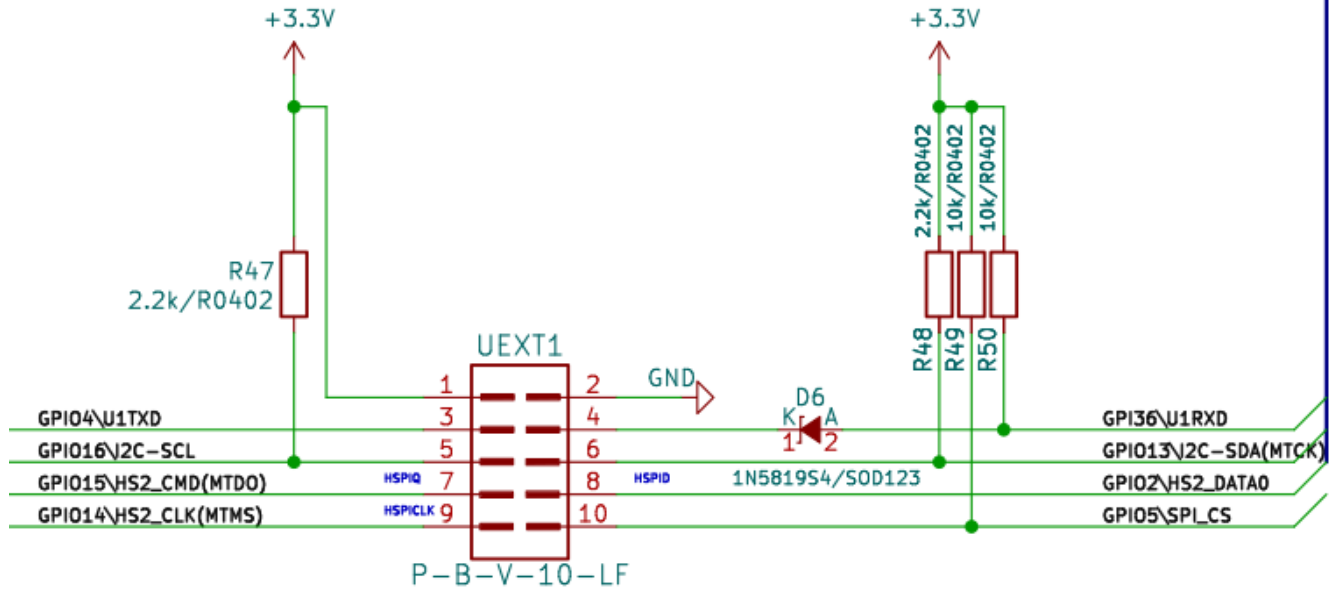 +3.3V
+3.3V
2.2k/R0402
10k/R0402
10k/R0402
R47
2.2k/R0402
R48
R49
R50
UEXT1
1
2
GND
D6
K A
1 2
1N5819S4/SOD123
GPIO4\U1TXD
3
4
GPI36\U1RXD
GPIO16\I2C-SCL
5
6
GPIO13\I2C-SDA(MTCK)
GPIO15\HS2_CMD(MTDO)
HSPIQ
7
8
HSPID
GPIO2\HS2_DATA0
GPIO14\HS2_CLK(MTMS)
HSPICLK
9
10
GPIO5\SPI_CS
P-B-V-10-LF